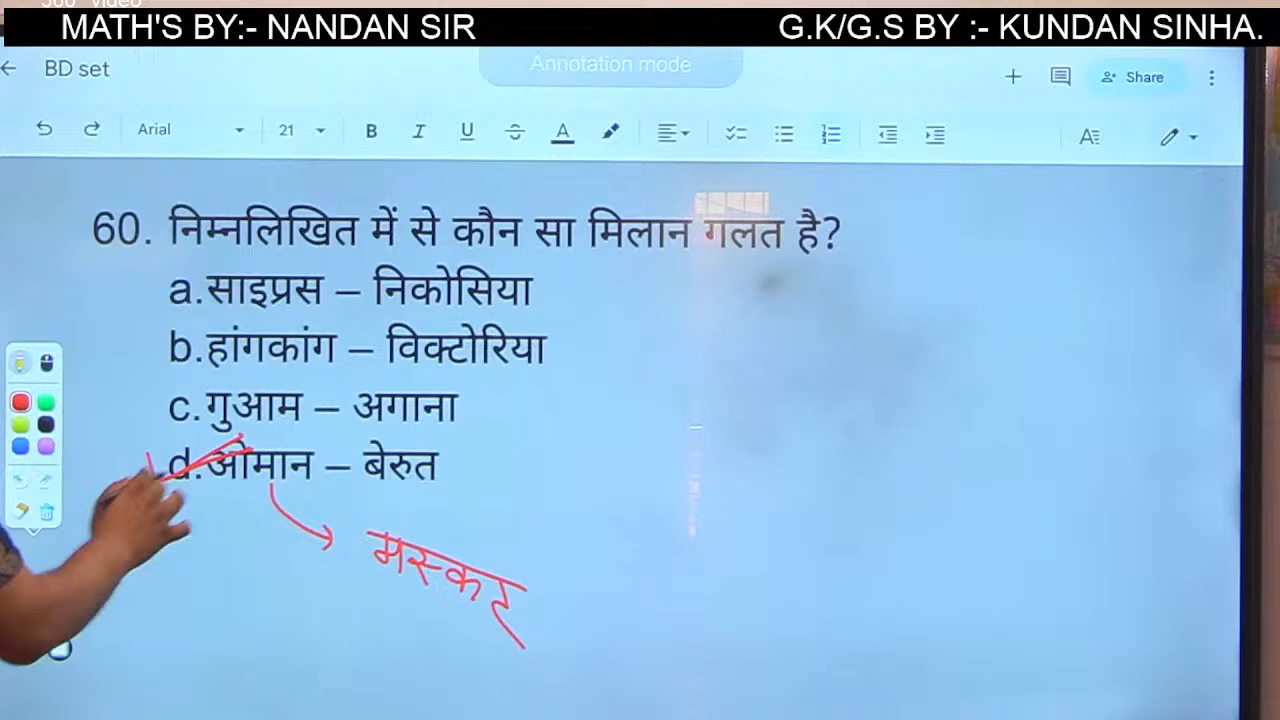 MATH'S BY:- NANDAN SIR
G.K/G.S BY :- KUNDAN SINHA.
BD set
Annotation mode
Share
Arial
21
B I U S A
60. निम्नलिखित में से कौन सा मिलान गलत है?
a.साइप्रस – निकोसिया
b.हांगकांग – विक्टोरिया
c.गुआम – अगाना
d.ओमान – बेरुत
मस्कट